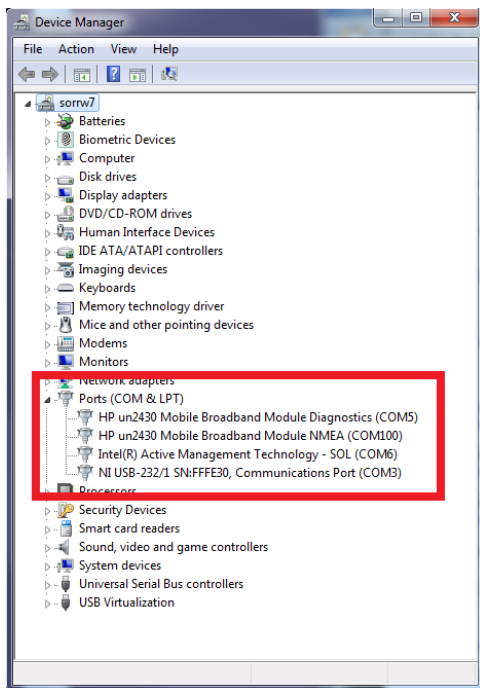 Device Manager
File Action View Help
sorrw7
Batteries
Biometric Devices
Computer
Disk drives
Display adapters
DVD/CD-ROM drives
Human Interface Devices
IDE ATA/ATAPI controllers
Imaging devices
Keyboards
Memory technology driver
Mice and other pointing devices
Modems
Monitors
Network adapters
Ports (COM & LPT)
HP un2430 Mobile Broadband Module Diagnostics (COM5)
HP un2430 Mobile Broadband Module NMEA (COM100)
Intel(R) Active Management Technology - SOL (COM6)
NI USB-232/1 SN:FFFE30, Communications Port (COM3)
Processors
Security Devices
Smart card readers
Sound, video and game controllers
System devices
Universal Serial Bus controllers
USB Virtualization